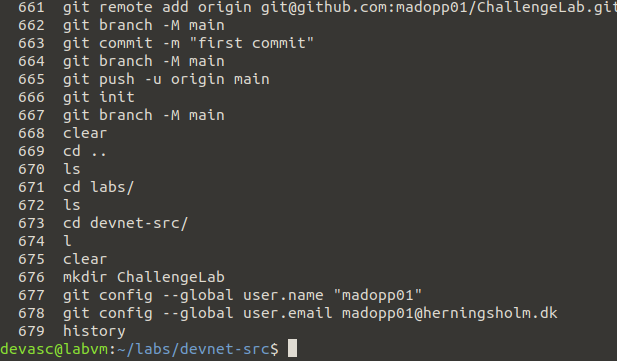 661 git remote add origin git@github.com:madopp01/ChallengeLab.git
662 git branch -M main
663 git commit -m "first commit"
664 git branch -M main
665 git push -u origin main
666 git init
667 git branch -M main
668 clear
669 cd ..
670 ls
671 cd labs/
672 ls
673 cd devnet-src/
674 l
675 clear
676 mkdir ChallengeLab
677 git config --global user.name "madopp01"
678 git config --global user.email madopp01@herningsholm.dk
679 history
devasc@labvm:~/labs/devnet-src$